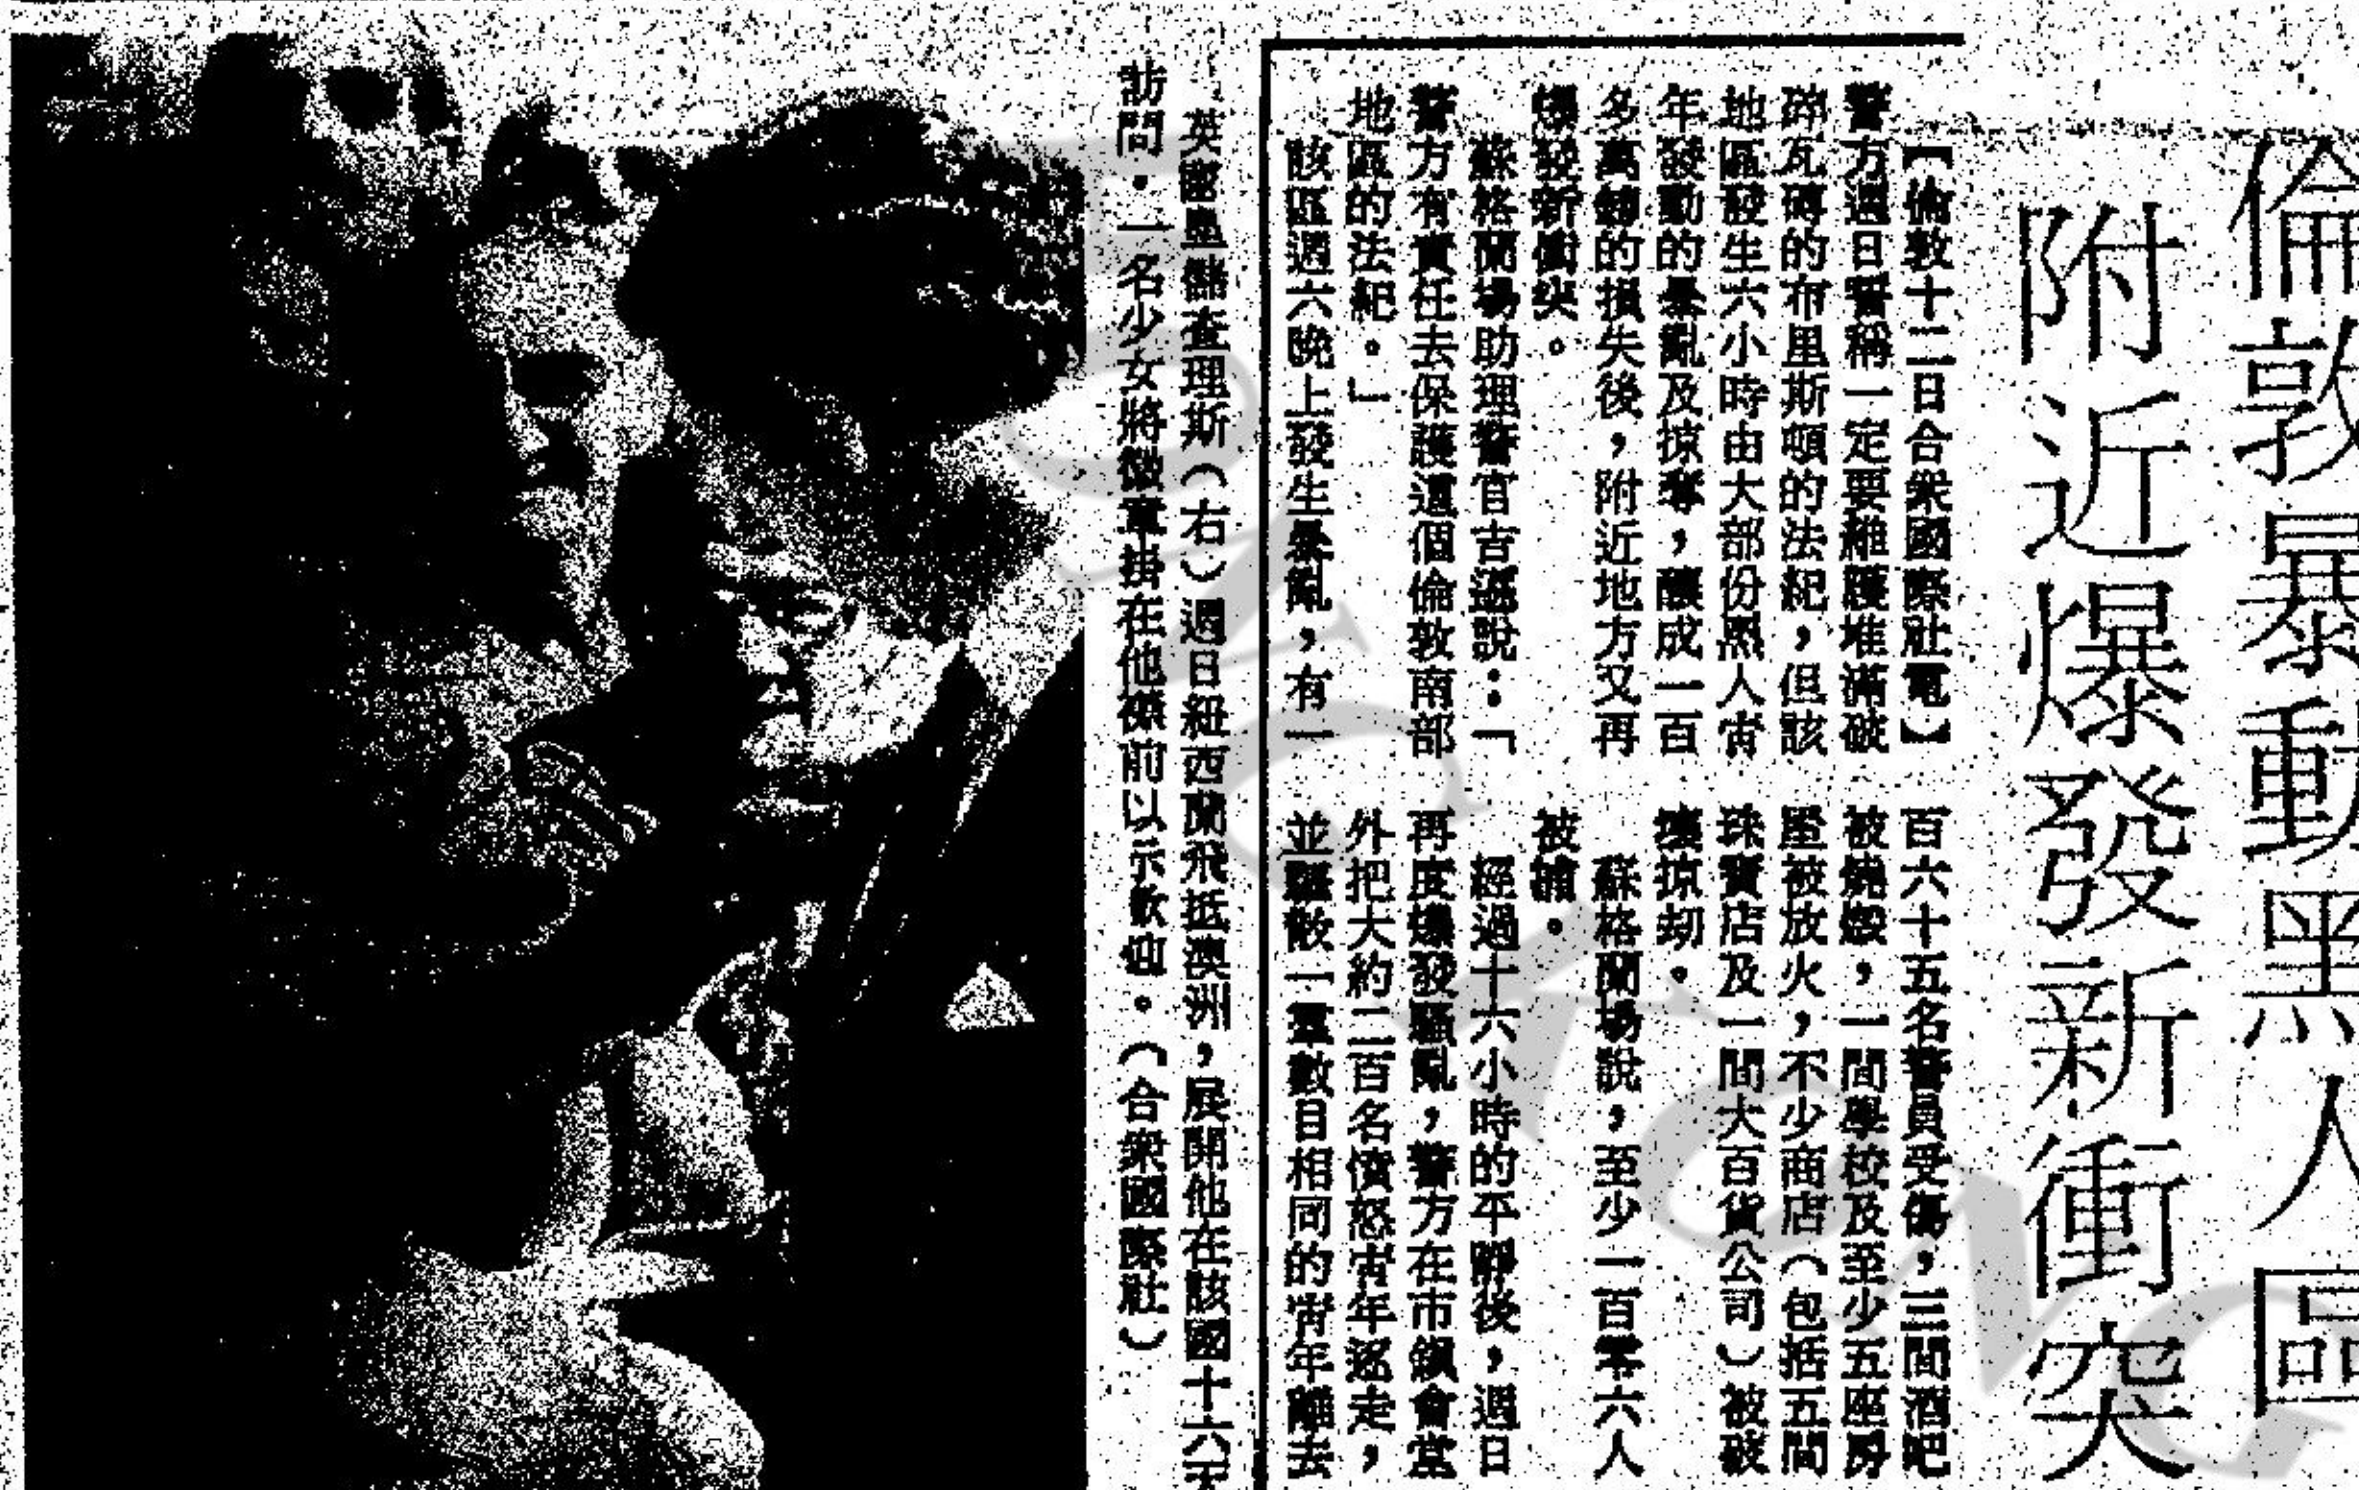 倫敦暴動黑人區
附近爆發新衝突
【倫敦十二日合衆國際社電】
警方週日誓稱一定要維護堆滿破
碎瓦磚的布里斯頓的法紀，但該
地區發生六小時由大部份黑人青
年發動的暴亂及掠奪，釀成一百
多萬鎊的損失後，附近地方又再
爆發新衝突。
蘇格蘭場助理警官吉遜說：「
警方有責任去保護這個倫敦南部
地區的法紀。」
該區週六晚上發生暴亂，有一
百六十五名警員受傷，三間酒吧
被燒燬，一間學校及至少五座房
屋被放火，不少商店（包括五間
珠寶店及一間大百貨公司）被破
壞掠刧。
蘇格蘭場說，至少一百零六人
被捕。
經過十六小時的平靜後，週日
再度爆發騷亂，警方在市鎮會堂
外把大約二百名憤怒青年逐走，
並驅散一羣數目相同的青年離去
英國皇儲查理斯（右）週日紐西蘭飛抵澳洲，展開他在該國十六天
訪問。一名少女將徽章掛在他襟前以示歡迎。（合衆國際社）
HONG KONG